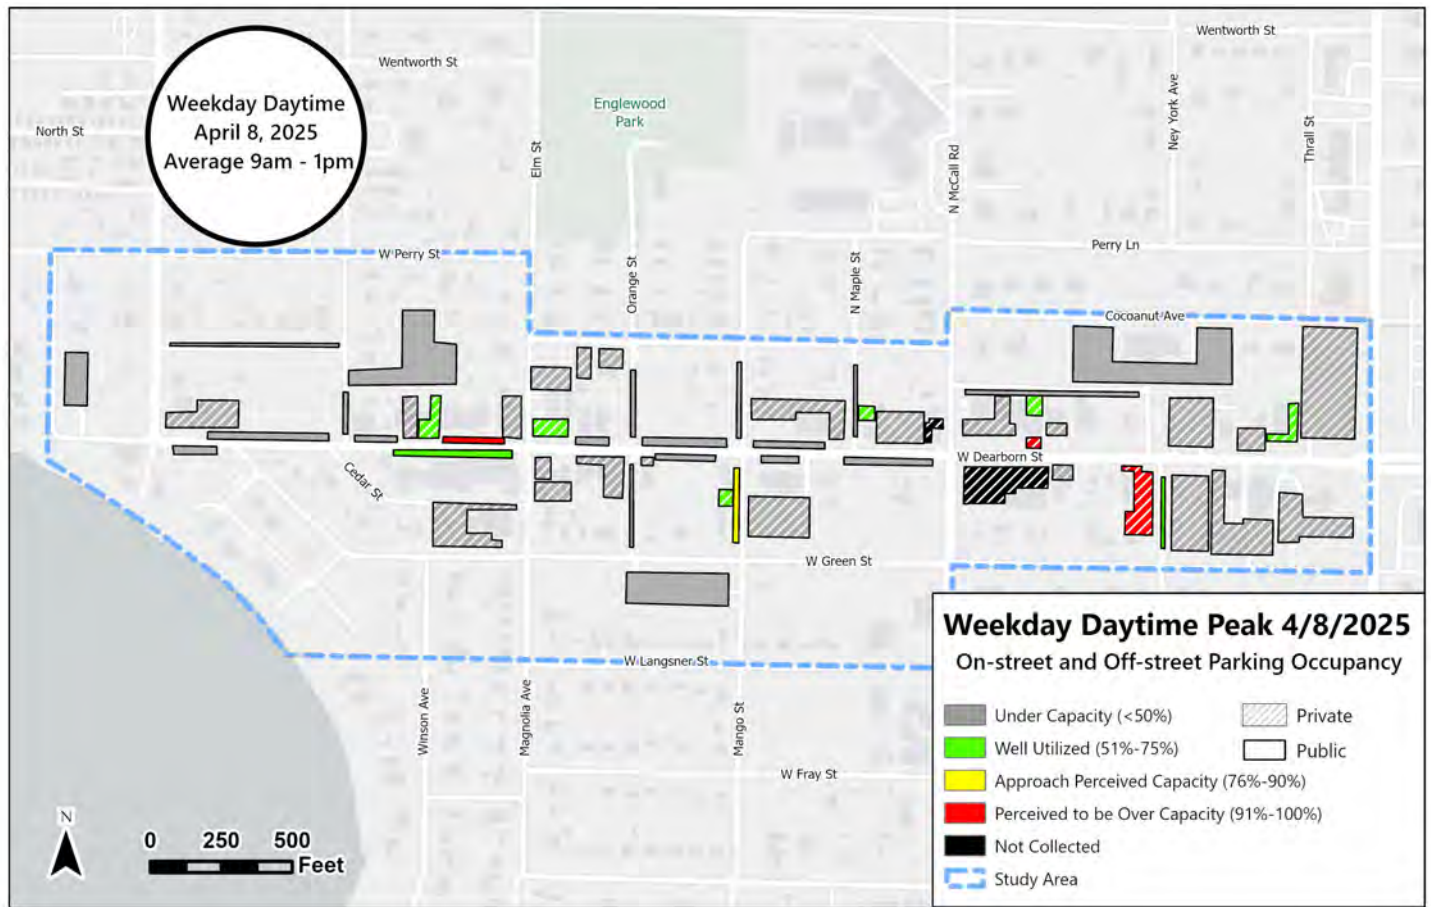 Wentworth St
Wentworth St
Weekday Daytime
April 8, 2025
Average 9am - 1pm
North St
Englewood
Park
Elm St
Orange St
N Maple St
N McCall Rd
Ney York Ave
Thrall St
W Perry St
Perry Ln
Cocoanut Ave
W Dearborn St
Cedar St
W Green St
W Langsner St
Winson Ave
Magnolia Ave
Mango St
W Fray St
N
0 250 500
Feet
Weekday Daytime Peak 4/8/2025
On-street and Off-street Parking Occupancy
Under Capacity (<50%)
Private
Well Utilized (51%-75%)
Public
Approach Perceived Capacity (76%-90%)
Perceived to be Over Capacity (91%-100%)
Not Collected
Study Area